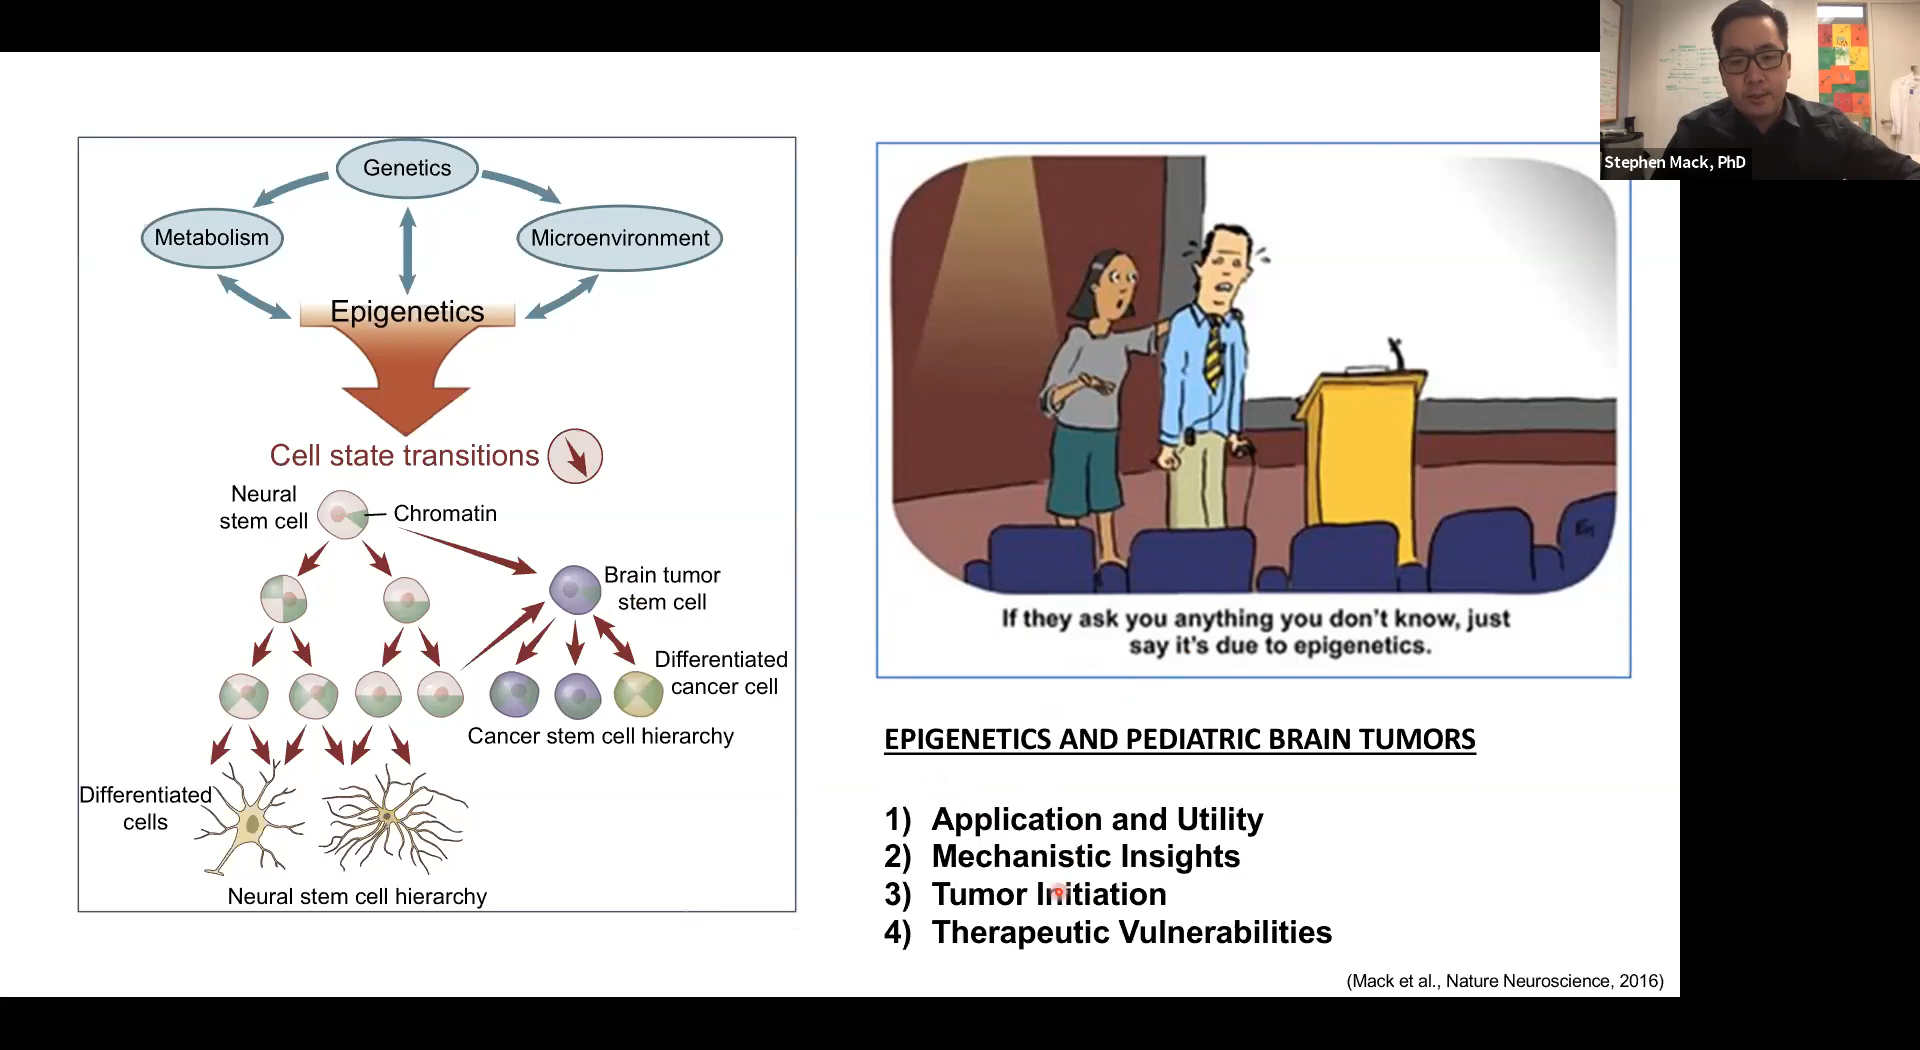 Genetics
Metabolism
Microenvironment
Epigenetics
Cell state transitions
Neural
stem cell
Chromatin
Brain tumor
stem cell
Differentiated
cancer cell
Cancer stem cell hierarchy
Differentiated
cells
Neural stem cell hierarchy
If they ask you anything you don't know, just
say it's due to epigenetics.
EPIGENETICS AND PEDIATRIC BRAIN TUMORS
1) Application and Utility
2) Mechanistic Insights
3) Tumor Initiation
4) Therapeutic Vulnerabilities
(Mack et al., Nature Neuroscience, 2016)
Stephen Mack, PhD